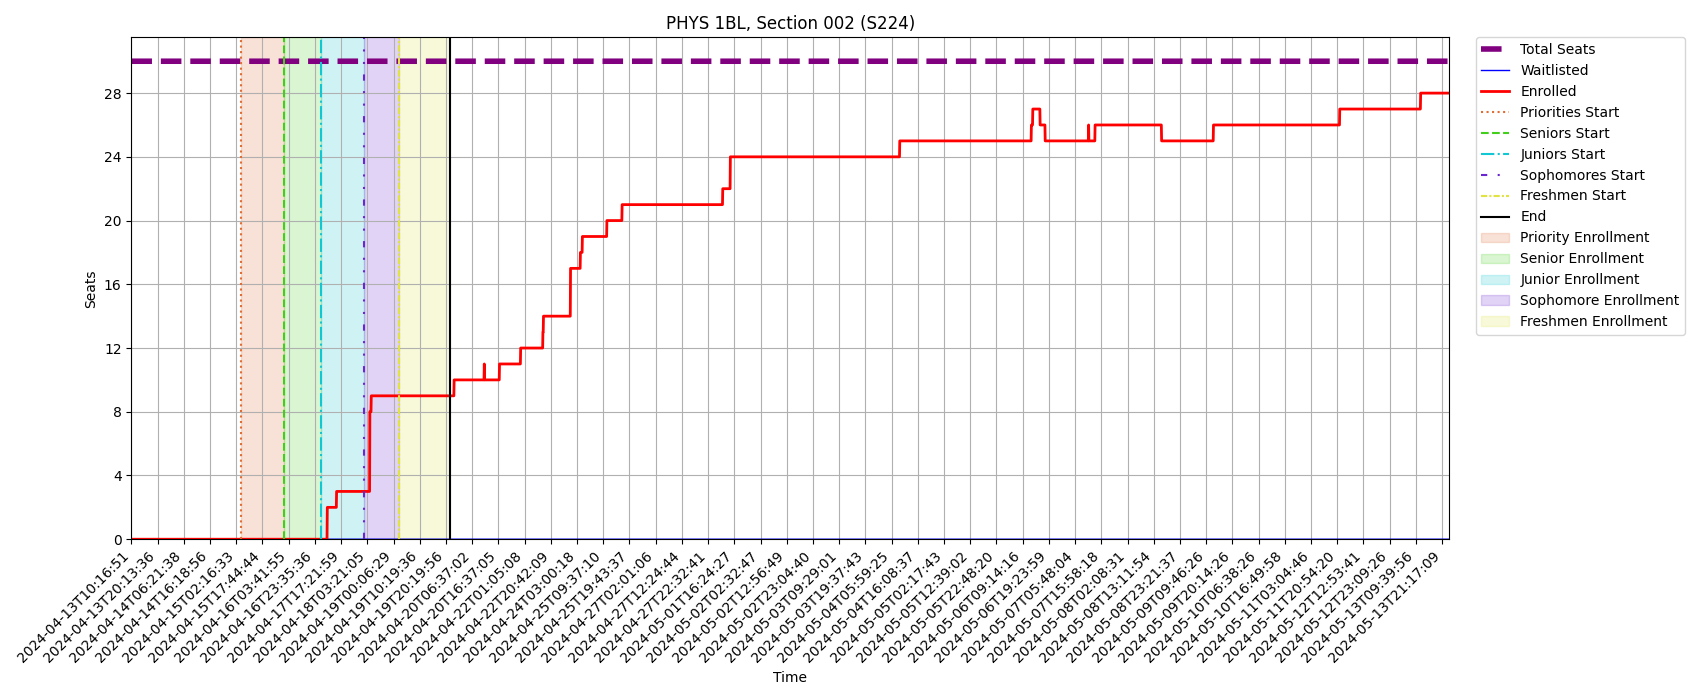 PHYS 1BL, Section 002 (S224)
Seats
28
24
20
16
12
8
4
0
2024-04-13T10:16:51
2024-04-13T20:13:36
2024-04-14T06:21:38
2024-04-14T16:18:56
2024-04-15T02:16:33
2024-04-15T17:44:44
2024-04-16T03:41:55
2024-04-16T23:35:36
2024-04-17T17:21:59
2024-04-18T03:21:05
2024-04-19T00:06:29
2024-04-19T10:19:36
2024-04-19T20:19:56
2024-04-20T06:37:02
2024-04-20T16:37:05
2024-04-22T01:05:08
2024-04-22T20:42:09
2024-04-24T03:00:18
2024-04-25T09:37:10
2024-04-25T19:43:37
2024-04-27T02:01:06
2024-04-27T12:24:44
2024-04-27T22:32:41
2024-05-01T16:24:27
2024-05-02T02:32:47
2024-05-02T12:56:49
2024-05-02T23:04:40
2024-05-03T09:29:01
2024-05-03T19:37:43
2024-05-04T05:59:25
2024-05-04T16:08:37
2024-05-05T02:17:43
2024-05-05T12:39:02
2024-05-05T22:48:20
2024-05-06T09:14:16
2024-05-06T19:23:59
2024-05-07T05:48:04
2024-05-07T15:58:18
2024-05-08T02:08:31
2024-05-08T13:11:54
2024-05-08T23:21:37
2024-05-09T09:46:26
2024-05-09T20:14:26
2024-05-10T06:38:26
2024-05-10T16:49:58
2024-05-11T03:04:46
2024-05-11T20:54:20
2024-05-12T12:53:41
2024-05-12T23:09:26
2024-05-13T09:39:56
2024-05-13T21:17:09
Time
Total Seats
Waitlisted
Enrolled
Priorities Start
Seniors Start
Juniors Start
Sophomores Start
Freshmen Start
End
Priority Enrollment
Senior Enrollment
Junior Enrollment
Sophomore Enrollment
Freshmen Enrollment